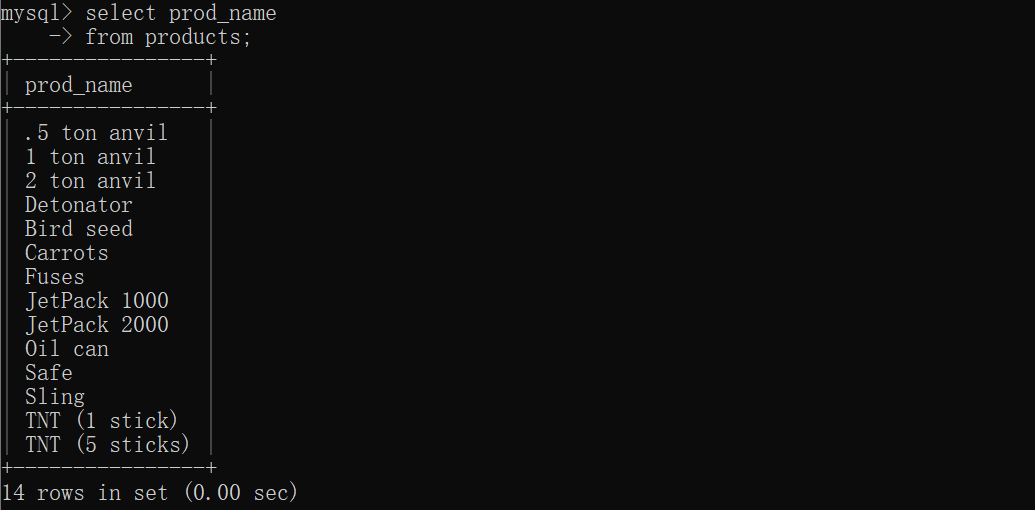 mysql> select prod_name
    -> from products;
+----------------+
| prod_name      |
+----------------+
| .5 ton anvil   |
| 1 ton anvil    |
| 2 ton anvil    |
| Detonator      |
| Bird seed      |
| Carrots        |
| Fuses          |
| JetPack 1000   |
| JetPack 2000   |
| Oil can        |
| Safe           |
| Sling          |
| TNT (1 stick)  |
| TNT (5 sticks) |
+----------------+
14 rows in set (0.00 sec)